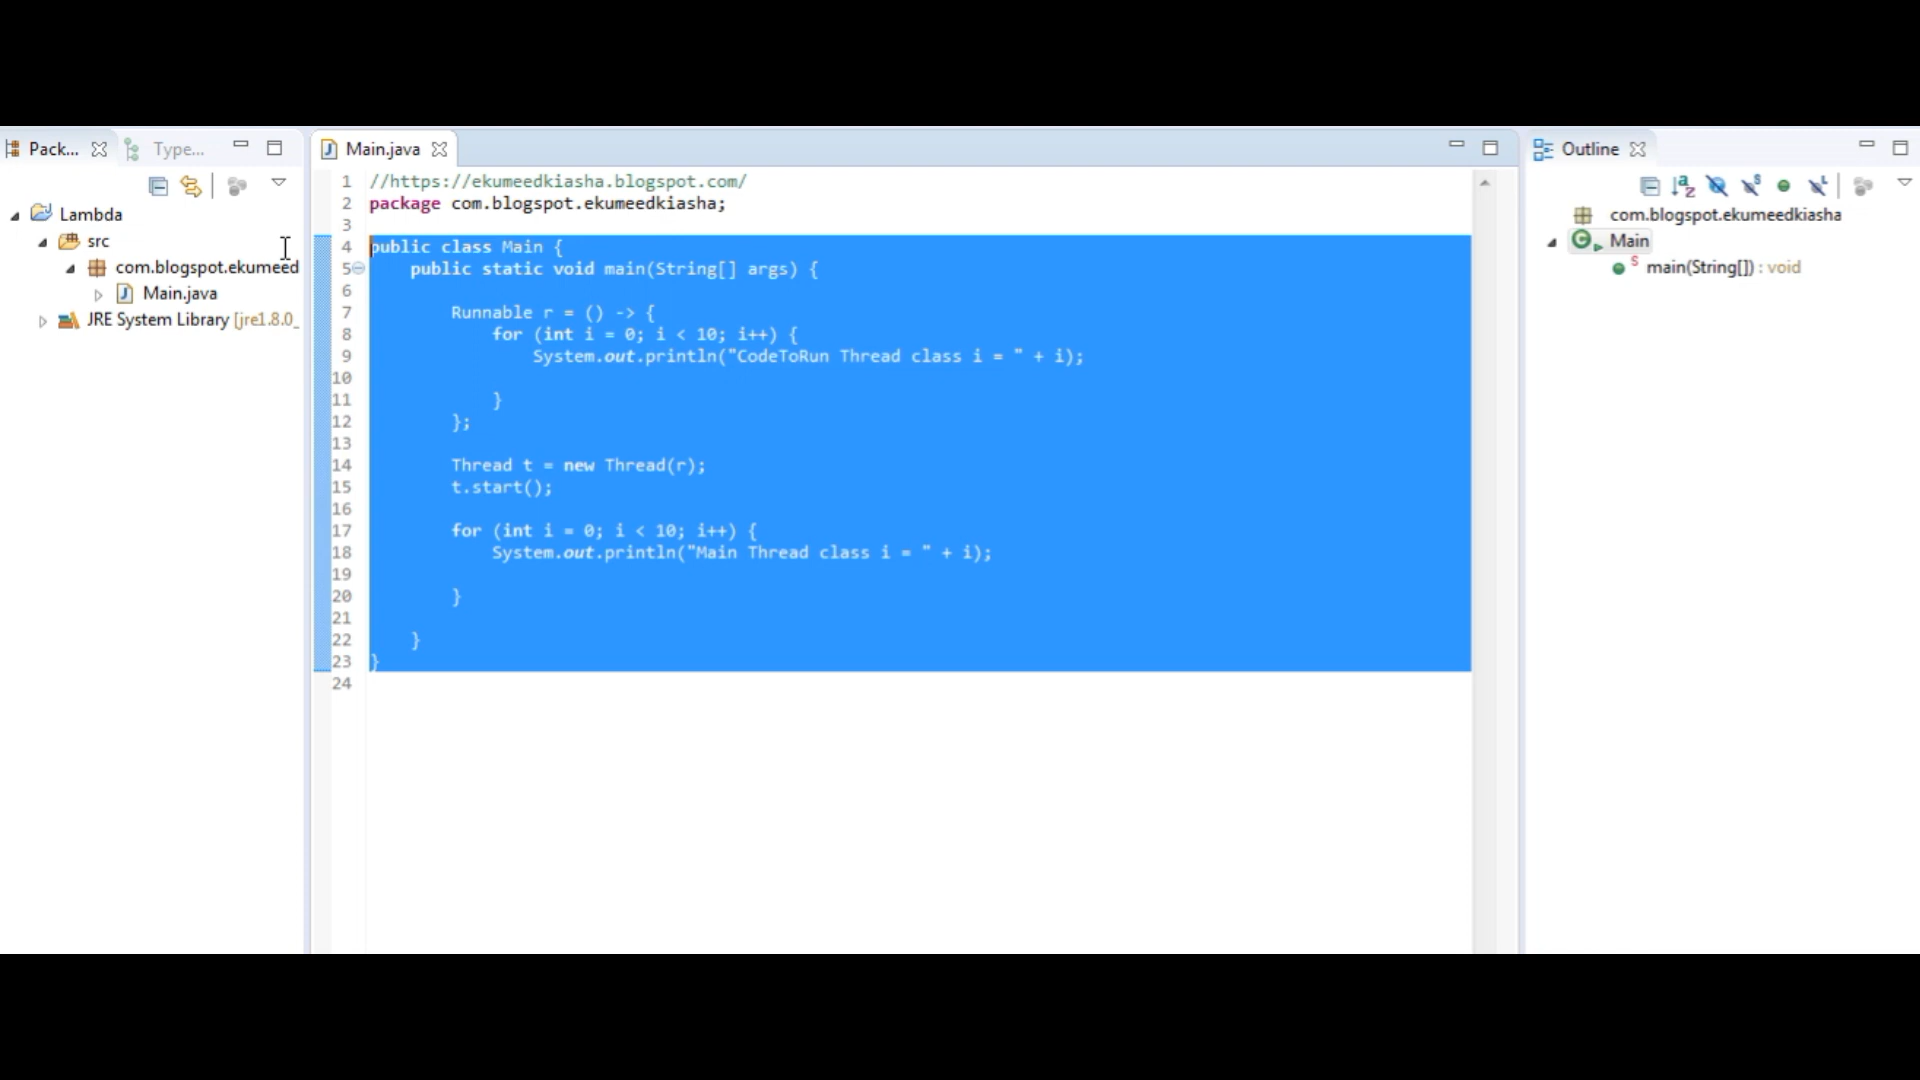 Pack...
Type...
Lambda
src
com.blogspot.ekumeed
Main.java
JRE System Library [jre1.8.0_
Main.java
1 //https://ekumeedkiasha.blogspot.com/
2 package com.blogspot.ekumeedkiasha;
3
4 public class Main {
5 public static void main(String[] args) {
6
7 Runnable r = () -> {
8 for (int i = 0; i < 10; i++) {
9 System.out.println("CodeToRun Thread class i = " + i);
10
11 }
12 };
13
14 Thread t = new Thread(r);
15 t.start();
16
17 for (int i = 0; i < 10; i++) {
18 System.out.println("Main Thread class i = " + i);
19
20 }
21
22 }
23 }
24
Outline
com.blogspot.ekumeedkiasha
Main
main(String[]) : void